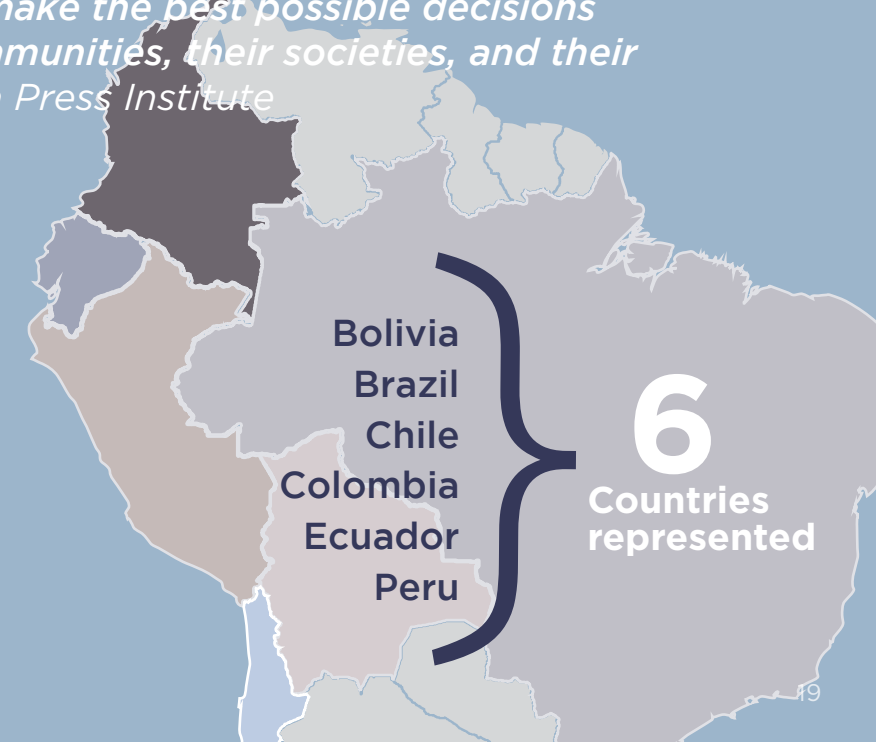 make the best possible decisions
their societies, and their
Press Institute
Bolivia
Brazil
Chile
Colombia
Ecuador
Peru
6
Countries
represented
19